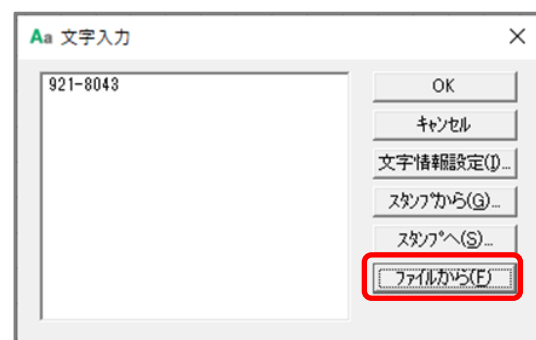 Aa 文字入力
921-8043
OK
キャンセル
文字情報設定(I)...
スタンプから(G)...
スタンプへ(S)...
ファイルから(F)